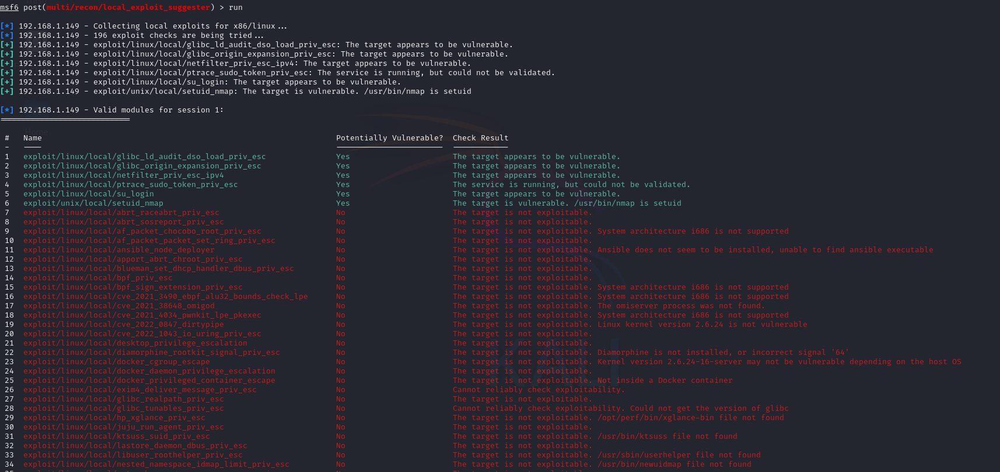 msf6 post(multi/recon/local_exploit_suggester) > run
[*] 192.168.1.149 - Collecting local exploits for x86/linux...
[*] 192.168.1.149 - 196 exploit checks are being tried...
[+] 192.168.1.149 - exploit/linux/local/glibc_ld_audit_dso_load_priv_esc: The target appears to be vulnerable.
[+] 192.168.1.149 - exploit/linux/local/glibc_origin_expansion_priv_esc: The target appears to be vulnerable.
[+] 192.168.1.149 - exploit/linux/local/netfilter_priv_esc_ipv4: The target appears to be vulnerable.
[+] 192.168.1.149 - exploit/linux/local/ptrace_sudo_token_priv_esc: The service is running, but could not be validated.
[+] 192.168.1.149 - exploit/linux/local/su_login: The target appears to be vulnerable.
[+] 192.168.1.149 - exploit/unix/local/setuid_nmap: The target is vulnerable. /usr/bin/nmap is setuid
[*] 192.168.1.149 - Valid modules for session 1:
============================
Home
# Name Potentially Vulnerable? Check Result
- ---- ----------------------- ------------
1 exploit/linux/local/glibc_ld_audit_dso_load_priv_esc Yes The target appears to be vulnerable.
2 exploit/linux/local/glibc_origin_expansion_priv_esc Yes The target appears to be vulnerable.
3 exploit/linux/local/netfilter_priv_esc_ipv4 Yes The target appears to be vulnerable.
4 exploit/linux/local/ptrace_sudo_token_priv_esc Yes The service is running, but could not be validated.
5 exploit/linux/local/su_login Yes The target appears to be vulnerable.
6 exploit/unix/local/setuid_nmap Yes The target is vulnerable. /usr/bin/nmap is setuid
7 exploit/linux/local/abrt_raceabrt_priv_esc No The target is not exploitable.
8 exploit/linux/local/abrt_sosreport_priv_esc No The target is not exploitable.
9 exploit/linux/local/af_packet_chocobo_root_priv_esc No The target is not exploitable. System architecture i686 is not supported
10 exploit/linux/local/af_packet_packet_set_ring_priv_esc No The target is not exploitable.
11 exploit/linux/local/ansible_node_deployer No The target is not exploitable. Ansible does not seem to be installed, unable to find ansible executable
12 exploit/linux/local/apport_abrt_chroot_priv_esc No The target is not exploitable.
13 exploit/linux/local/blueman_set_dhcp_handler_dbus_priv_esc No The target is not exploitable.
14 exploit/linux/local/bpf_priv_esc No The target is not exploitable.
15 exploit/linux/local/bpf_sign_extension_priv_esc No The target is not exploitable. System architecture i686 is not supported
16 exploit/linux/local/cve_2021_3490_ebpf_alu32_bounds_check_lpe No The target is not exploitable. System architecture i686 is not supported
17 exploit/linux/local/cve_2021_38648_omigod No The target is not exploitable. The omiserver process was not found.
18 exploit/linux/local/cve_2021_4034_pwnkit_lpe_pkexec No The target is not exploitable. System architecture i686 is not supported
19 exploit/linux/local/cve_2022_0847_dirtypipe No The target is not exploitable. Linux kernel version 2.6.24 is not vulnerable
20 exploit/linux/local/cve_2022_1043_io_uring_priv_esc No The target is not exploitable.
21 exploit/linux/local/desktop_privilege_escalation No The target is not exploitable.
22 exploit/linux/local/diamorphine_rootkit_signal_priv_esc No The target is not exploitable. Diamorphine is not installed, or incorrect signal '64'
23 exploit/linux/local/docker_cgroup_escape No The target is not exploitable. Kernel version 2.6.24-16-server may not be vulnerable depending on the host OS
24 exploit/linux/local/docker_daemon_privilege_escalation No The target is not exploitable.
25 exploit/linux/local/docker_privileged_container_escape No The target is not exploitable. Not inside a Docker container
26 exploit/linux/local/exim4_deliver_message_priv_esc No Cannot reliably check exploitability.
27 exploit/linux/local/glibc_realpath_priv_esc No The target is not exploitable.
28 exploit/linux/local/glibc_tunables_priv_esc No Cannot reliably check exploitability. Could not get the version of glibc
29 exploit/linux/local/hp_xglance_priv_esc No The target is not exploitable. /opt/perf/bin/xglance-bin file not found
30 exploit/linux/local/juju_run_agent_priv_esc No The target is not exploitable.
31 exploit/linux/local/ktsuss_suid_priv_esc No The target is not exploitable. /usr/bin/ktsuss file not found
32 exploit/linux/local/lastore_daemon_dbus_priv_esc No The target is not exploitable.
33 exploit/linux/local/libuser_roothelper_priv_esc No The target is not exploitable. /usr/sbin/userhelper file not found
34 exploit/linux/local/nested_namespace_idmap_limit_priv_esc No The target is not exploitable. /usr/bin/newuidmap file not found